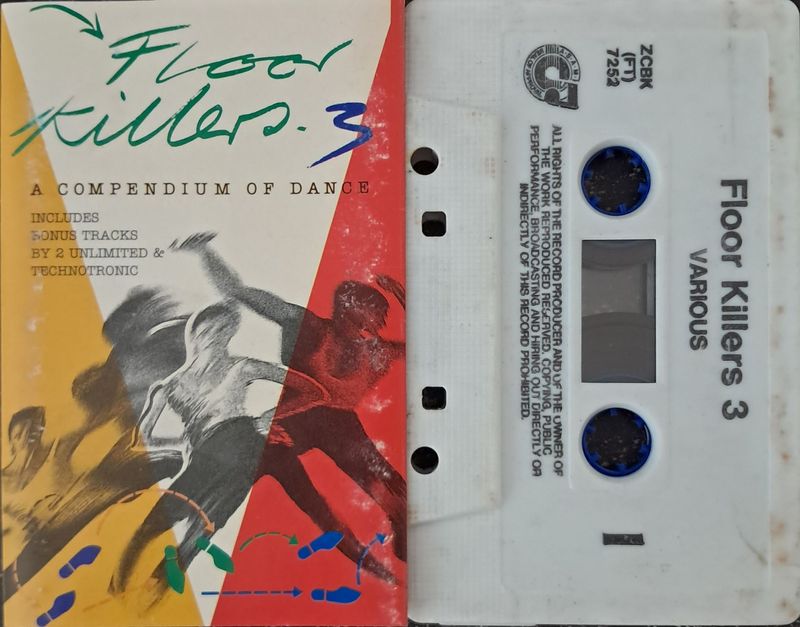 Floor
Killers. 3
A COMPENDIUM OF DANCE
INCLUDES
BONUS TRACKS
BY 2 UNLIMITED &
TECHNOTRONIC
Floor Killers 3
VARIOUS
ZCBK
(FT)
7252
ALL RIGHTS OF THE RECORD PRODUCER AND OF THE OWNER OF
THE WORK REPRODUCED RESERVED. COPYING, PUBLIC
PERFORMANCE, BROADCASTING AND HIRING OUT DIRECTLY OR
INDIRECTLY OF THIS RECORD PROHIBITED.
1